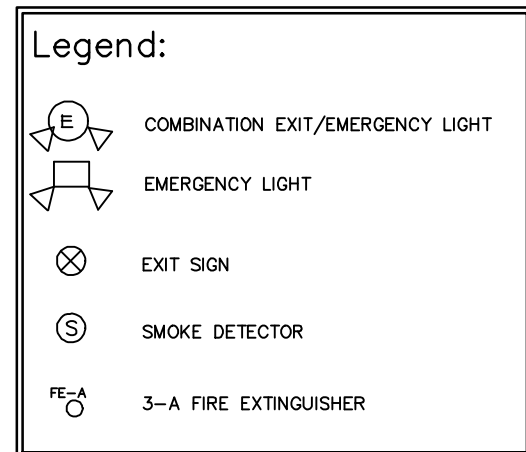 Legend:
E COMBINATION EXIT/EMERGENCY LIGHT
EMERGENCY LIGHT
EXIT SIGN
S SMOKE DETECTOR
FE-A 3-A FIRE EXTINGUISHER